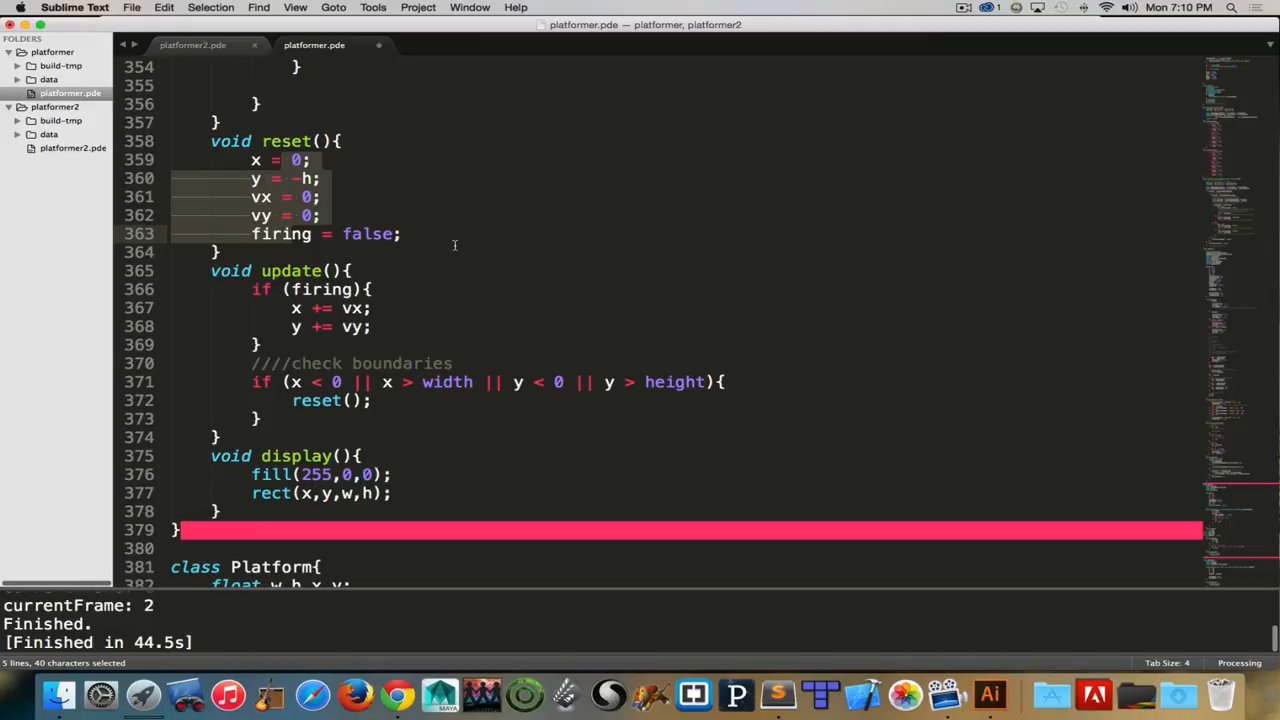 Sublime Text File Edit Selection Find View Goto Tools Project Window Help 1 Mon 7:10 PM
platformer.pde — platformer, platformer2
FOLDERS
platformer
build-tmp
data
platformer.pde
platformer2
build-tmp
data
platformer2.pde
platformer2.pde × platformer.pde
354 }
355
356 }
357 }
358 void reset(){
359 x = 0;
360 y = -h;
361 vx = 0;
362 vy = 0;
363 firing = false;
364 }
365 void update(){
366 if (firing){
367 x += vx;
368 y += vy;
369 }
370 ////check boundaries
371 if (x < 0 || x > width || y < 0 || y > height){
372 reset();
373 }
374 }
375 void display(){
376 fill(255,0,0);
377 rect(x,y,w,h);
378 }
379 }
380
381 class Platform{
382 float w,h,x,y;
currentFrame: 2
Finished.
[Finished in 44.5s]
5 lines, 40 characters selected Tab Size: 4 Processing
MAYA P S T Ai